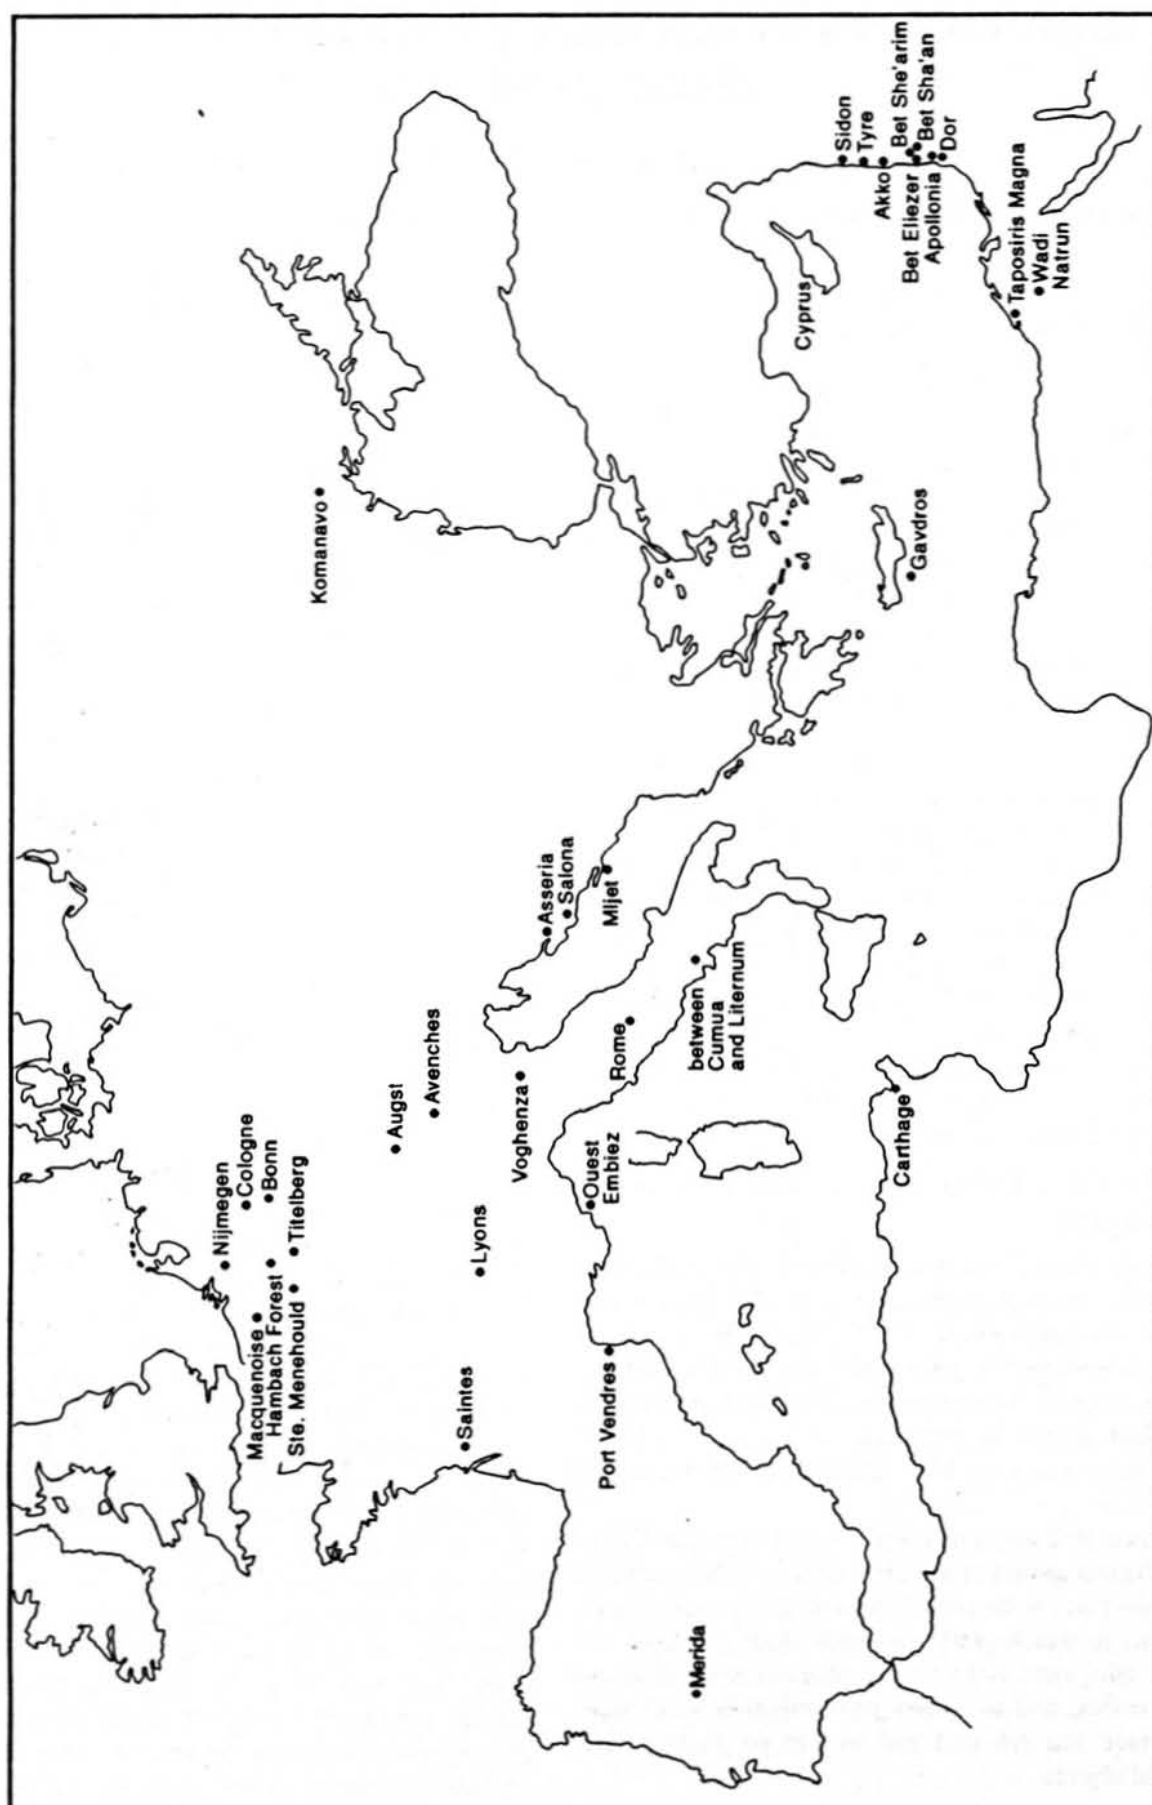 Nijmegen
Cologne
Bonn
Macquenoise
Hambach Forest
Ste. Menehould
Titelberg
Augst
Avenches
Saintes
Lyons
Voghenza
Ouest
Embiez
Port Vendres
Merida
Rome
between
Cumua
and Liternum
Asseria
Salona
Mljet
Carthage
Komanavo
Gavdros
Cyprus
Sidon
Tyre
Akko
Bet She'arim
Bet Sha'an
Bet Eliezer
Apollonia
Dor
Taposiris Magna
Wadi
Natrun